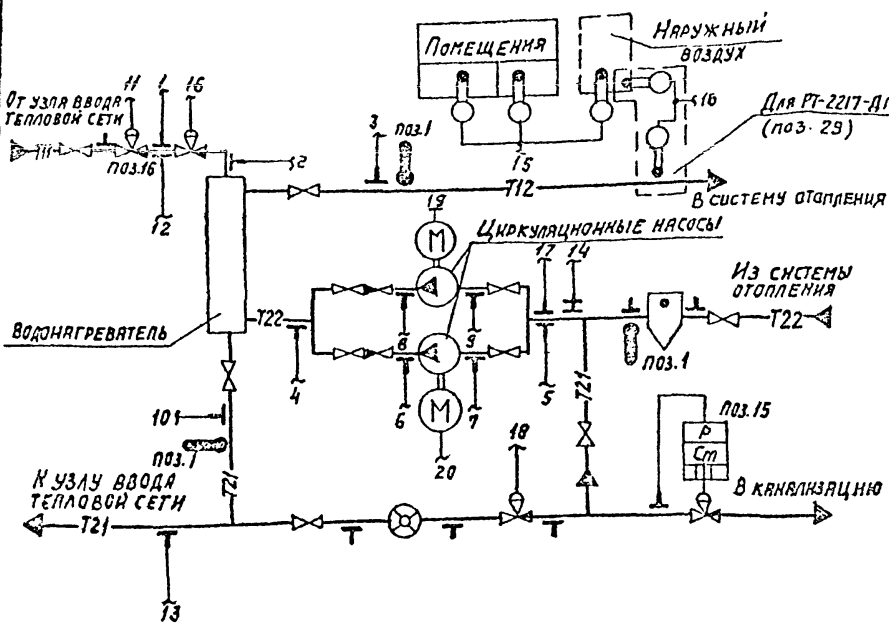 Помещения
Наружный
воздух
11
1
16
От узла ввода
тепловой сети
поз.16
2
12
3
поз.1
15
16
Для РТ-2217-Д1
(поз. 29)
Т12
В систему отопления
19
М
Циркуляционные насосы
17
14
Из системы
отопления
Т22
8
9
Т22
Водонагреватель
4
6
7
5
Т21
поз.1
М
20
10
поз.1
Т21
18
поз.15
Р
Ст
К узлу ввода
тепловой сети
Т21
В канализацию
13